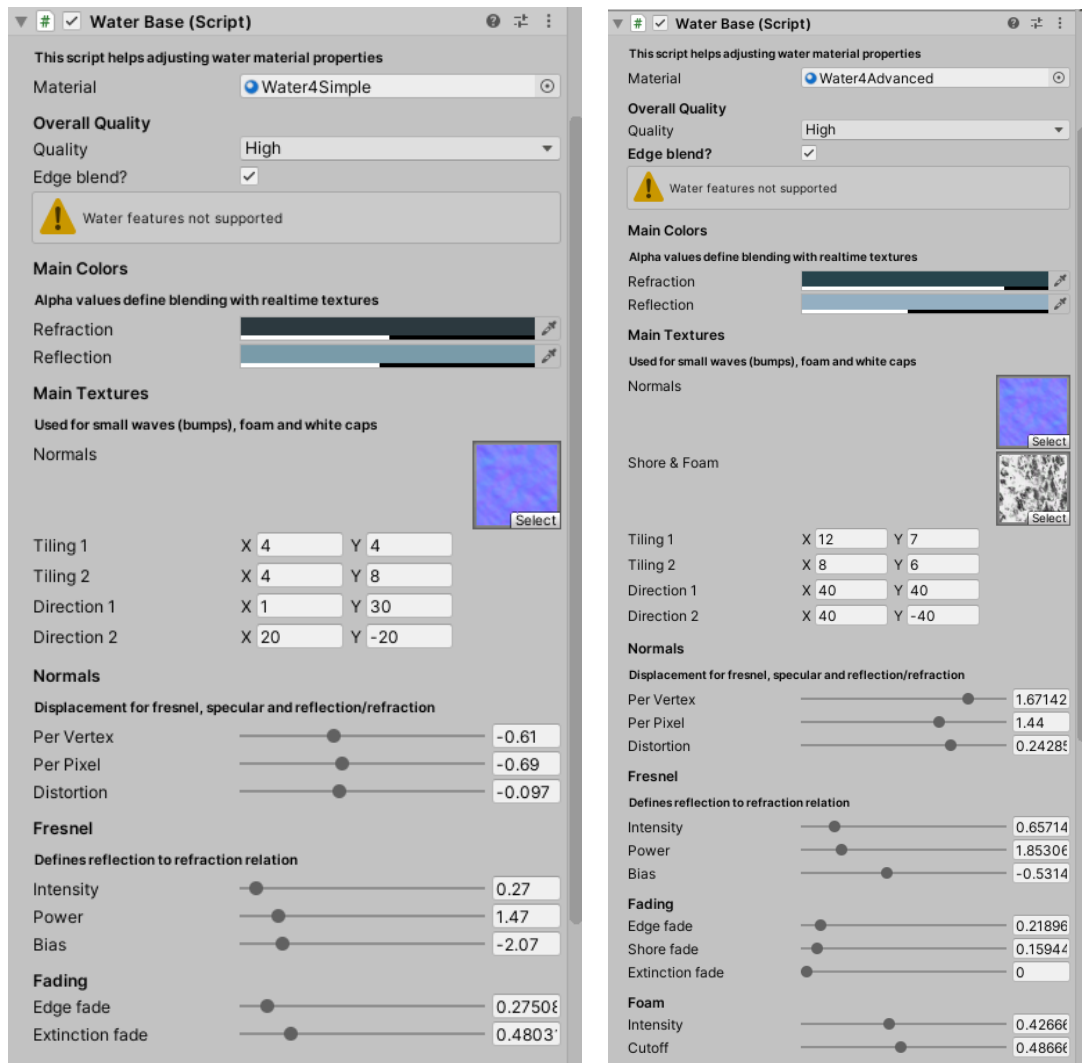 Water Base (Script)
This script helps adjusting water material properties
Material Water4Simple
Overall Quality
Quality High
Edge blend?
Water features not supported
Main Colors
Alpha values define blending with realtime textures
Refraction
Reflection
Main Textures
Used for small waves (bumps), foam and white caps
Normals
Select
Tiling 1 X 4 Y 4
Tiling 2 X 4 Y 8
Direction 1 X 1 Y 30
Direction 2 X 20 Y -20
Normals
Displacement for fresnel, specular and reflection/refraction
Per Vertex -0.61
Per Pixel -0.69
Distortion -0.097
Fresnel
Defines reflection to refraction relation
Intensity 0.27
Power 1.47
Bias -2.07
Fading
Edge fade 0.27508
Extinction fade 0.4803
Water Base (Script)
This script helps adjusting water material properties
Material Water4Advanced
Overall Quality
Quality High
Edge blend?
Water features not supported
Main Colors
Alpha values define blending with realtime textures
Refraction
Reflection
Main Textures
Used for small waves (bumps), foam and white caps
Normals
Select
Shore & Foam
Select
Tiling 1 X 12 Y 7
Tiling 2 X 8 Y 6
Direction 1 X 40 Y 40
Direction 2 X 40 Y -40
Normals
Displacement for fresnel, specular and reflection/refraction
Per Vertex 1.67142
Per Pixel 1.44
Distortion 0.24285
Fresnel
Defines reflection to refraction relation
Intensity 0.65714
Power 1.85306
Bias -0.5314
Fading
Edge fade 0.21896
Shore fade 0.15944
Extinction fade 0
Foam
Intensity 0.42666
Cutoff 0.48666